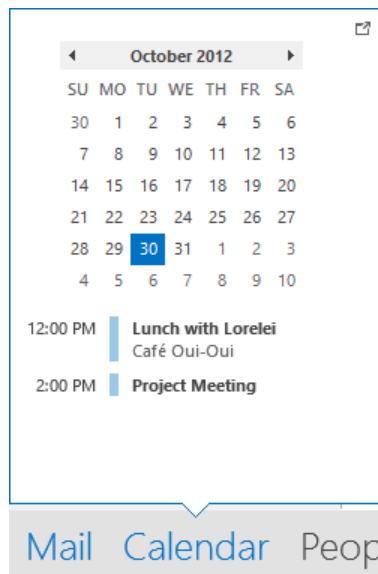 October 2012
SU MO TU WE TH FR SA
30 1 2 3 4 5 6
7 8 9 10 11 12 13
14 15 16 17 18 19 20
21 22 23 24 25 26 27
28 29 30 31 1 2 3
4 5 6 7 8 9 10
12:00 PM Lunch with Lorelei
Café Oui-Oui
2:00 PM Project Meeting
Mail Calendar Peop